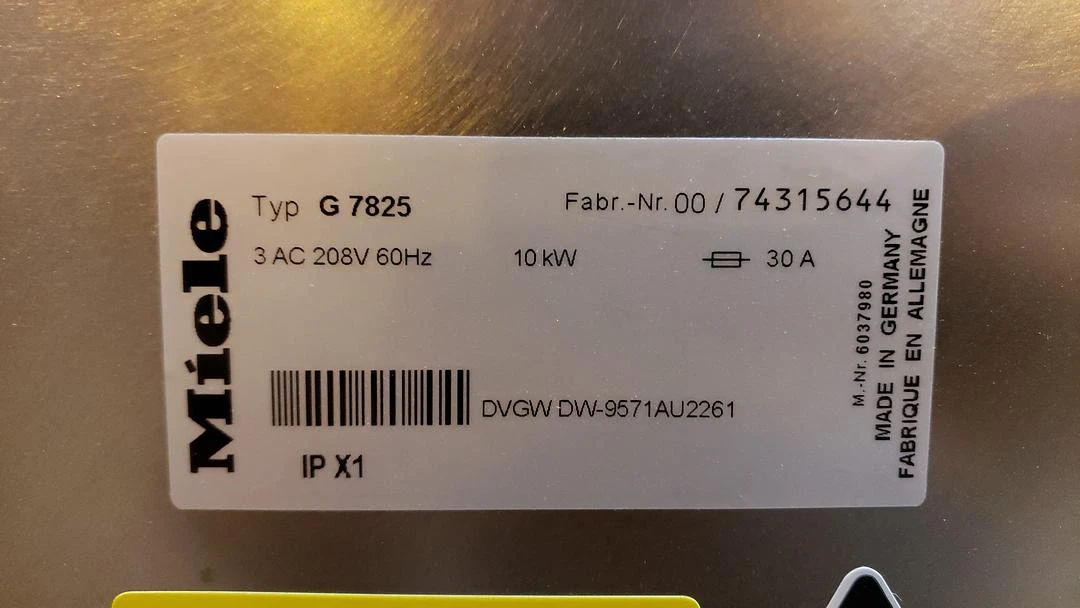 Miele
Typ G 7825
Fabr.-Nr. 00 / 74315644
3 AC 208V 60Hz 10 kW 30 A
DVGW DW-9571AU2261
IP X1
M.-Nr. 6037980
MADE IN GERMANY
FABRIQUE EN ALLEMAGNE